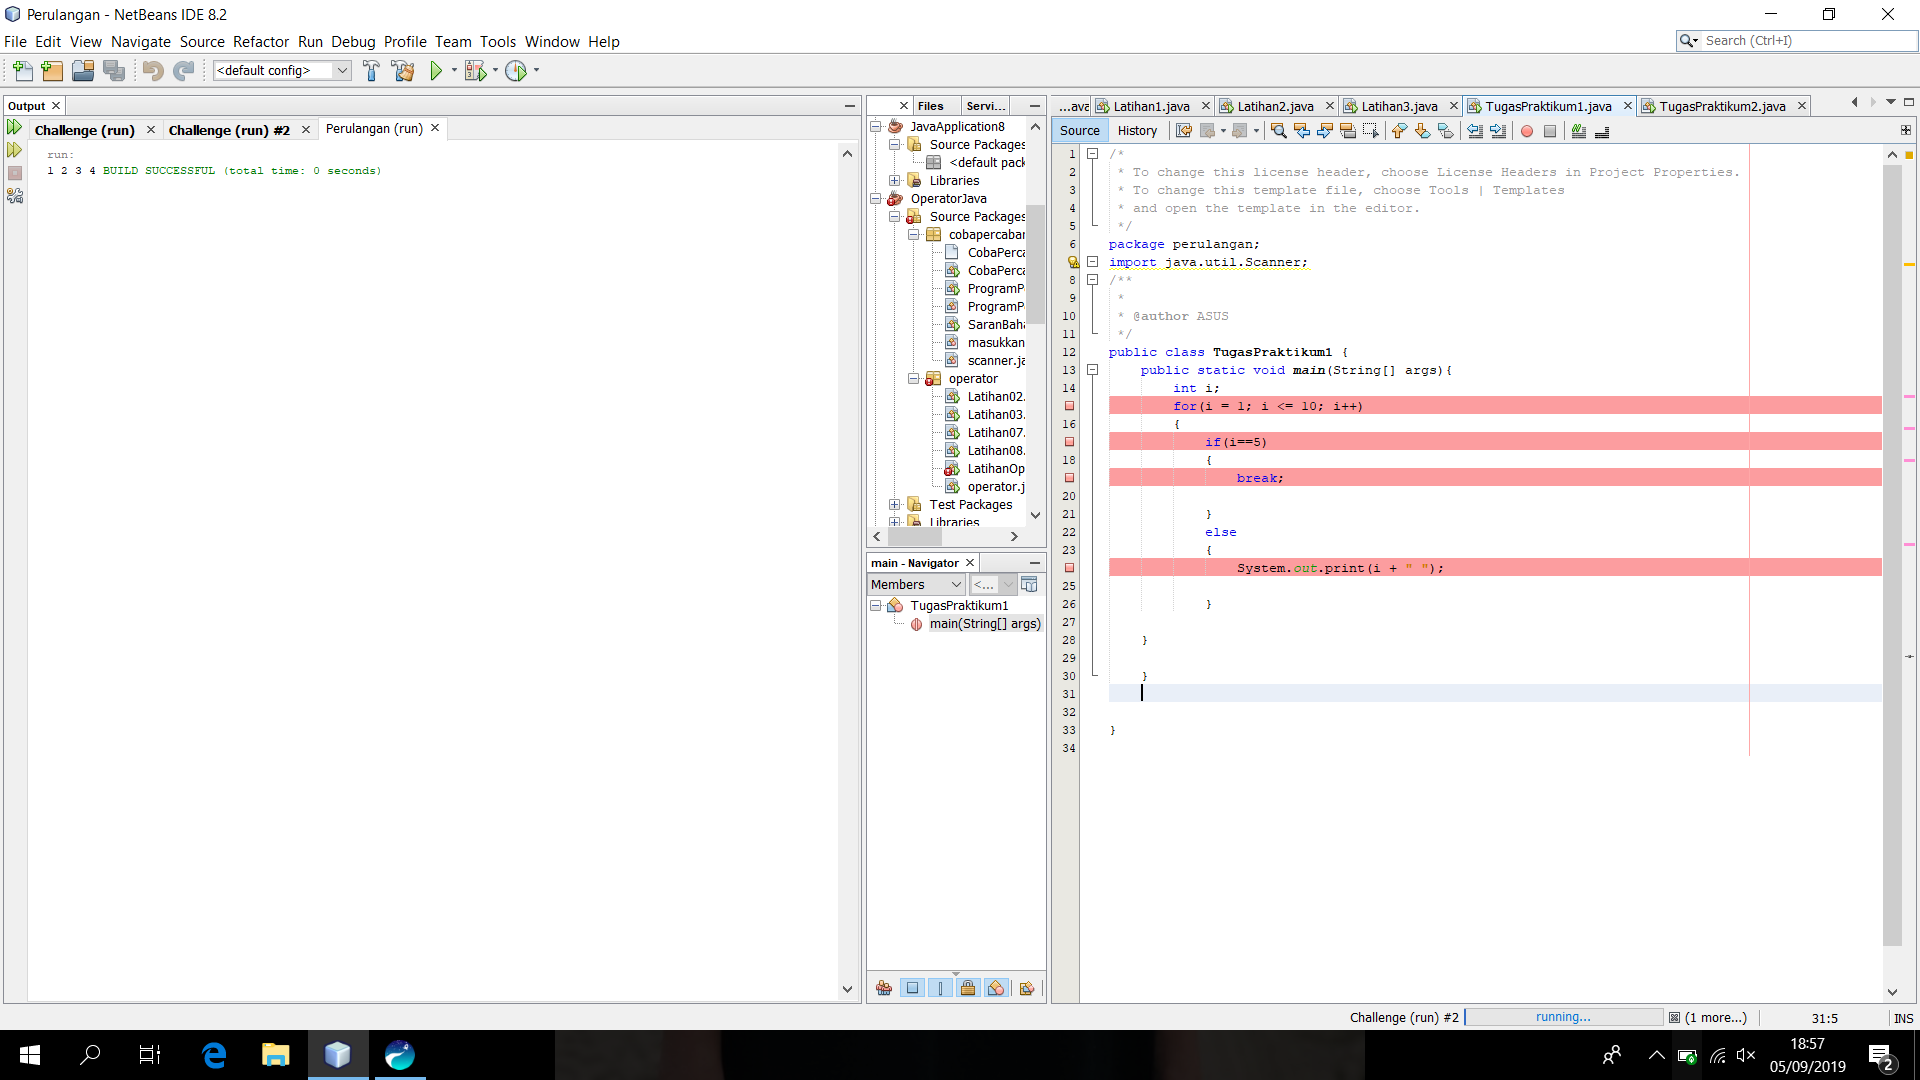 Perulangan - NetBeans IDE 8.2
File Edit View Navigate Source Refactor Run Debug Profile Team Tools Window Help
Search (Ctrl+I)
<default config>
Output
Challenge (run)
Challenge (run) #2
Perulangan (run)
run:
1 2 3 4 BUILD SUCCESSFUL (total time: 0 seconds)
Files
Servi...
JavaApplication8
Source Packages
<default pack
Libraries
OperatorJava
Source Packages
cobapercabar
CobaPerca
CobaPerca
ProgramP
ProgramP
SaranBaha
masukkan
scanner.ja
operator
Latihan02.
Latihan03.
Latihan07.
Latihan08.
LatihanOp
operator.j
Test Packages
Libraries
main - Navigator
Members
<...
TugasPraktikum1
main(String[] args)
...ava
Latihan1.java
Latihan2.java
Latihan3.java
TugasPraktikum1.java
TugasPraktikum2.java
Source
History
1 /*
2 * To change this license header, choose License Headers in Project Properties.
3 * To change this template file, choose Tools | Templates
4 * and open the template in the editor.
5 */
6 package perulangan;
import java.util.Scanner;
8 /**
9 *
10 * @author ASUS
11 */
12 public class TugasPraktikum1 {
13 public static void main(String[] args){
14 int i;
for(i = 1; i <= 10; i++)
16 {
if(i==5)
18 {
break;
20
21 }
22 else
23 {
System.out.print(i + " ");
25
26 }
27
28 }
29
30 }
31
32
33 }
34
Challenge (run) #2
running...
(1 more...)
31:5
INS
18:57
05/09/2019
2